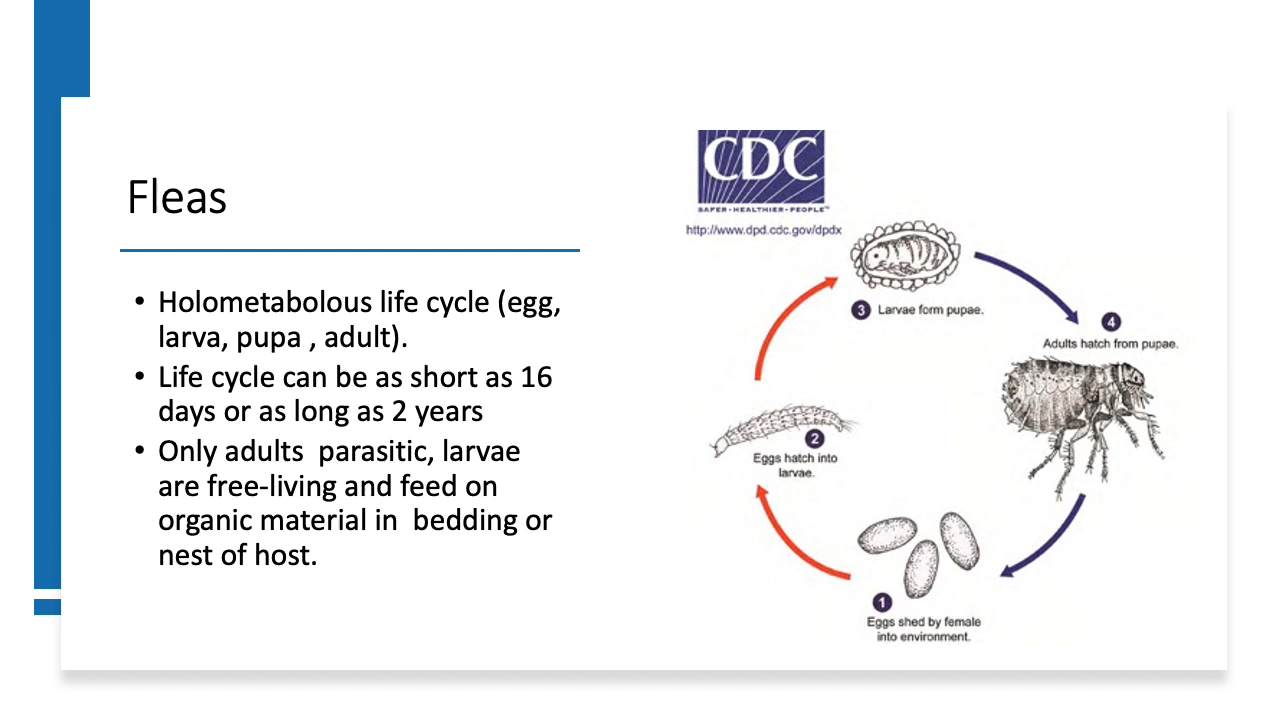 Fleas
• Holometabolous life cycle (egg,
larva, pupa , adult).
• Life cycle can be as short as 16
days or as long as 2 years
• Only adults  parasitic, larvae
are free-living and feed on
organic material in  bedding or
nest of host.
CDC
SAFER • HEALTHIER • PEOPLE™
http://www.dpd.cdc.gov/dpdx
3 Larvae form pupae.
4
Adults hatch from pupae.
2
Eggs hatch into
larvae.
1
Eggs shed by female
into environment.